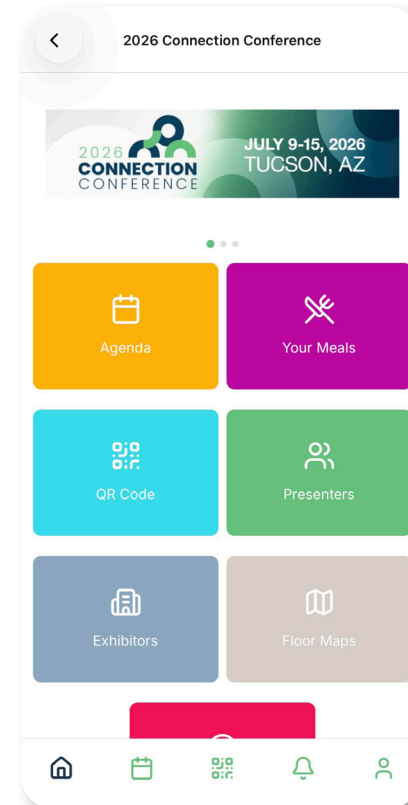 2026 Connection Conference
2026
CONNECTION
CONFERENCE
JULY 9-15, 2026
TUCSON, AZ
Agenda
Your Meals
QR Code
Presenters
Exhibitors
Floor Maps